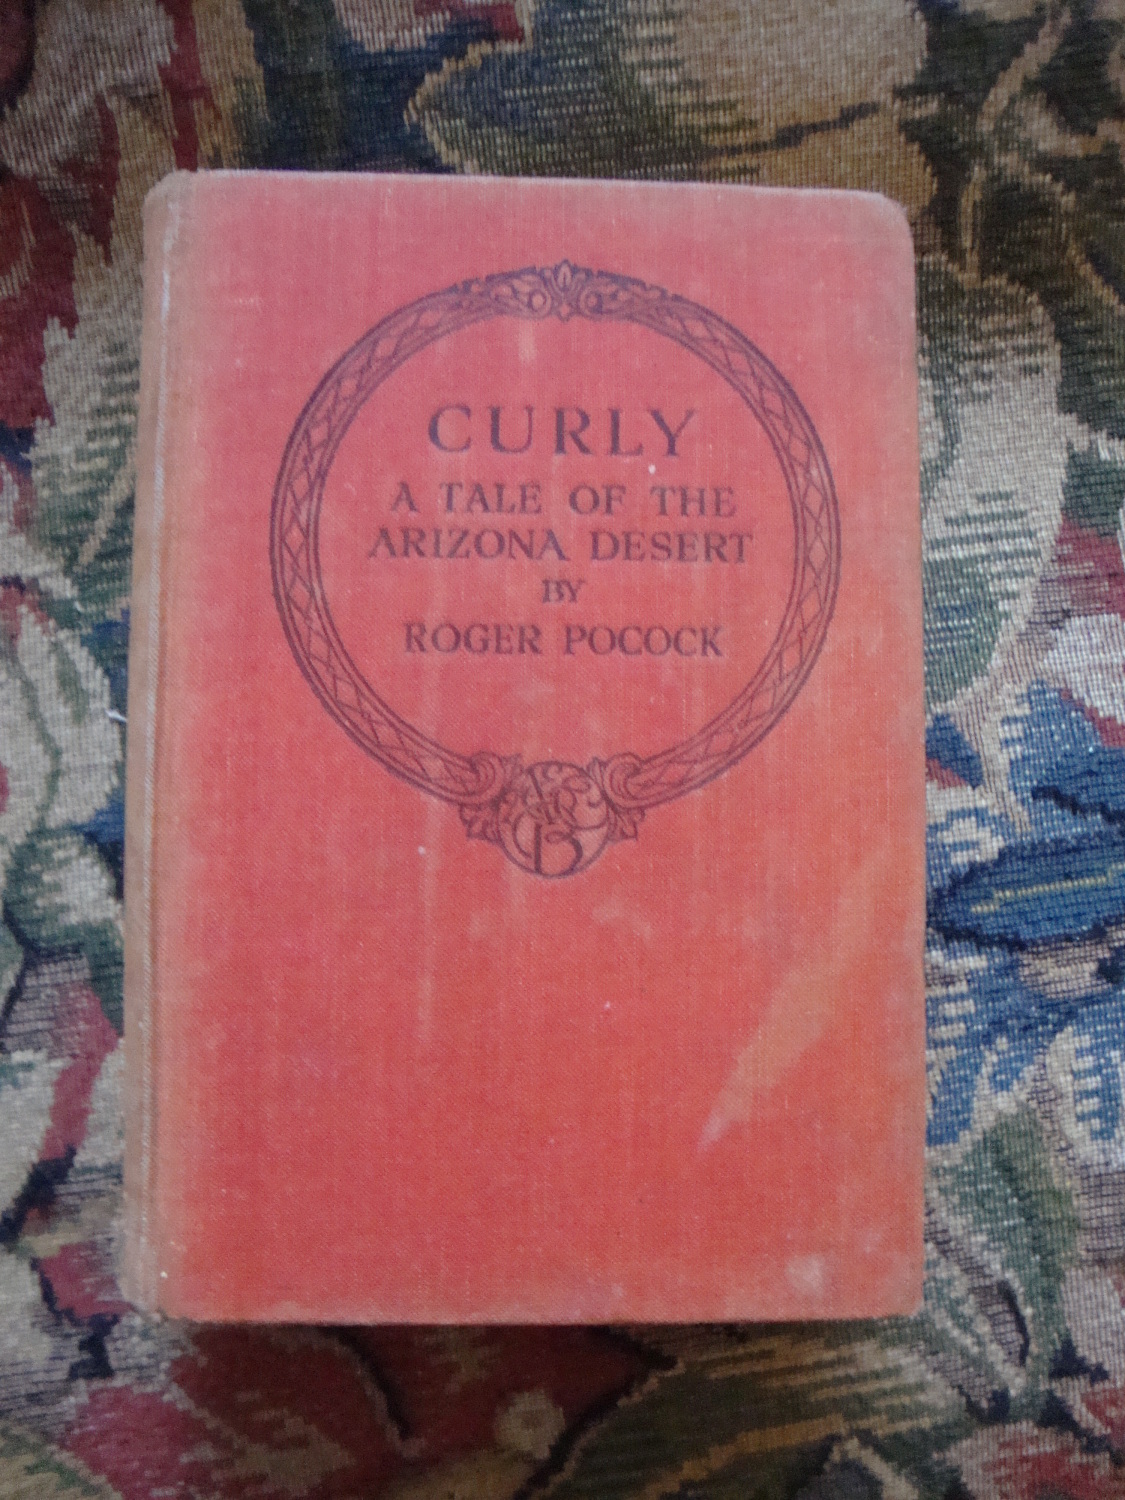 CURLY
A TALE OF THE
ARIZONA DESERT
BY
ROGER POCOCK